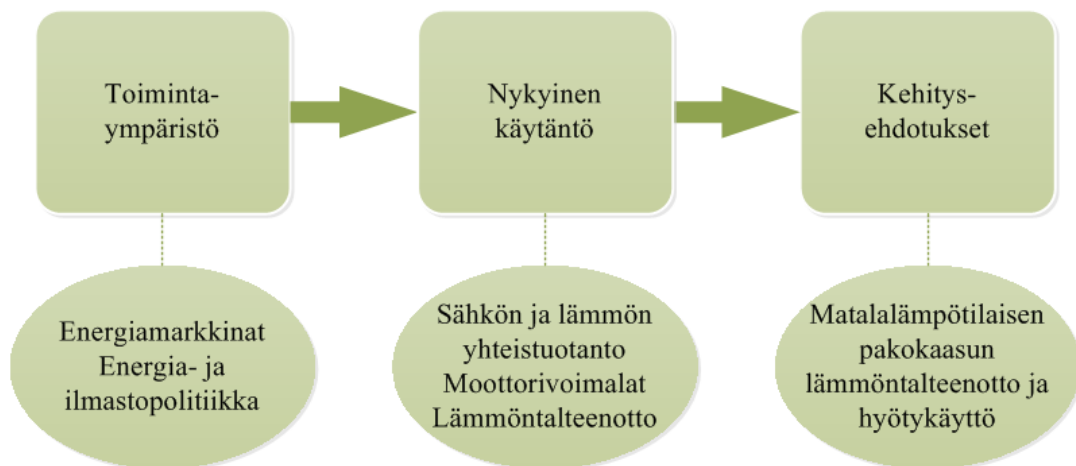 Toiminta-
ympäristö
Nykyinen
käytäntö
Kehitys-
ehdotukset
Energiamarkkinat
Energia- ja
ilmastopolitiikka
Sähkön ja lämmön
yhteistuotanto
Moottorivoimalat
Lämmöntalteenotto
Matalalämpötilaisen
pakokaasun
lämmöntalteenotto ja
hyötykäyttö